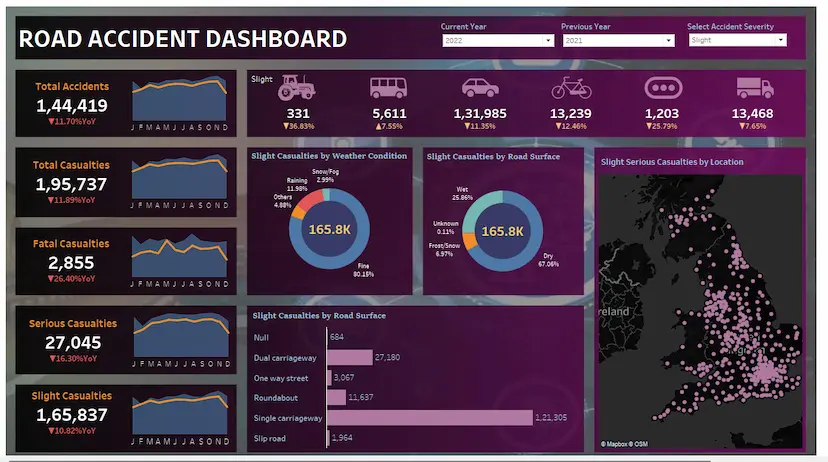 ROAD ACCIDENT DASHBOARD
Current Year
2022
Previous Year
2021
Select Accident Severity
Slight
Total Accidents
1,44,419
▼11.70%YoY
J F M A M J J A S O N D
Total Casualties
1,95,737
▼11.89%YoY
J F M A M J J A S O N D
Fatal Casualties
2,855
▼26.40%YoY
J F M A M J J A S O N D
Serious Casualties
27,045
▼16.30%YoY
J F M A M J J A S O N D
Slight Casualties
1,65,837
▼10.82%YoY
J F M A M J J A S O N D
Slight
331
▼36.83%
5,611
▲7.55%
1,31,985
▼11.35%
13,239
▼12.46%
1,203
▼25.79%
13,468
▼7.65%
Slight Casualties by Weather Condition
Snow/Fog
2.99%
Raining
11.98%
Others
4.88%
165.8K
Fine
80.15%
Slight Casualties by Road Surface
Wet
25.86%
Unknown
0.11%
Frost/Snow
6.97%
165.8K
Dry
67.06%
Slight Casualties by Road Surface
Null 684
Dual carriageway 27,180
One way street 3,067
Roundabout 11,637
Single carriageway 1,21,305
Slip road 1,964
Slight Serious Casualties by Location
reland
© Mapbox © OSM